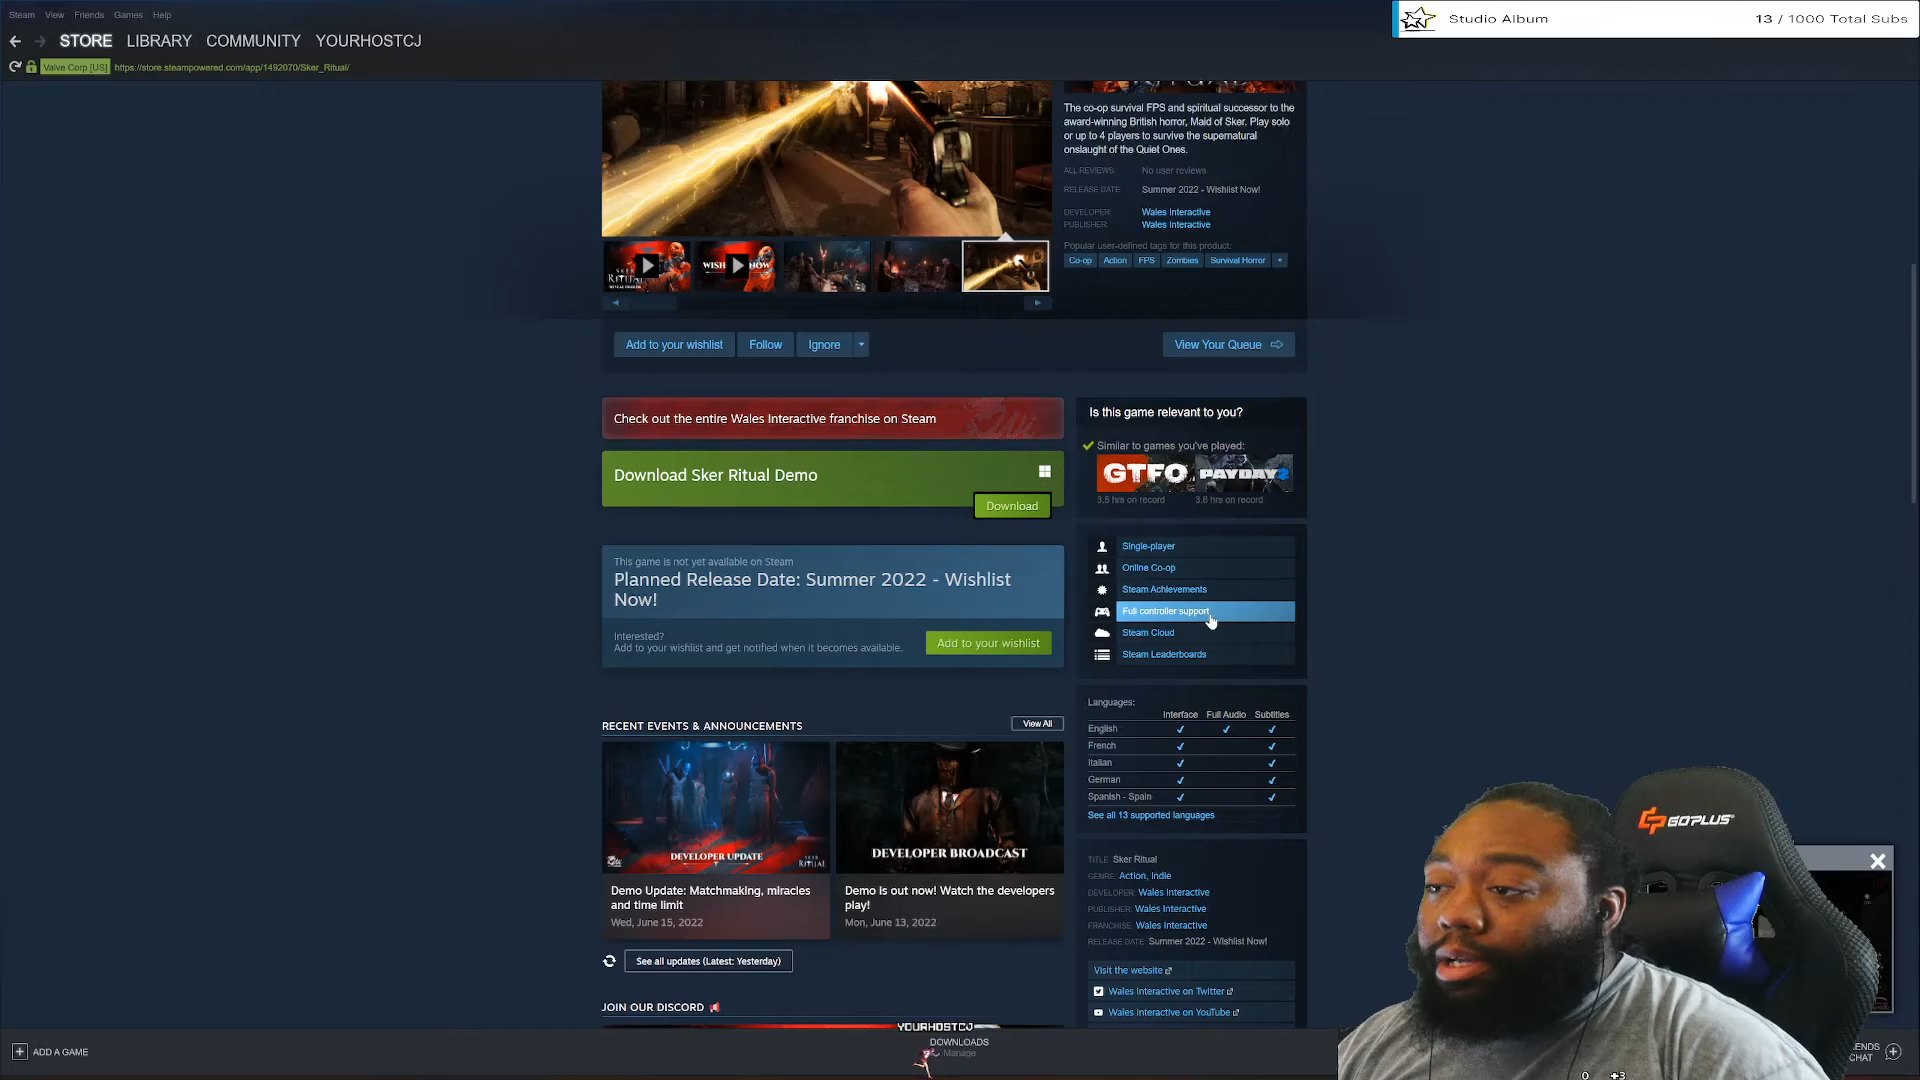 Steam View Friends Games Help
Studio Album 13 / 1000 Total Subs
STORE LIBRARY COMMUNITY YOURHOSTCJ
Valve Corp [US] https://store.steampowered.com/app/1492070/Sker_Ritual/
The co-op survival FPS and spiritual successor to the
award-winning British horror, Maid of Sker. Play solo
or up to 4 players to survive the supernatural
onslaught of the Quiet Ones.
ALL REVIEWS: No user reviews
RELEASE DATE: Summer 2022 - Wishlist Now!
DEVELOPER: Wales Interactive
PUBLISHER: Wales Interactive
Popular user-defined tags for this product:
Co-op Action FPS Zombies Survival Horror +
Add to your wishlist Follow Ignore View Your Queue
Check out the entire Wales Interactive franchise on Steam
Download Sker Ritual Demo
Download
This game is not yet available on Steam
Planned Release Date: Summer 2022 - Wishlist
Now!
Interested?
Add to your wishlist and get notified when it becomes available.
Add to your wishlist
Is this game relevant to you?
Similar to games you've played:
GTFO PAYDAY 2
3.5 hrs on record 3.6 hrs on record
Single-player
Online Co-op
Steam Achievements
Full controller support
Steam Cloud
Steam Leaderboards
Languages:
Interface Full Audio Subtitles
English ✔ ✔ ✔
French ✔ ✔
Italian ✔ ✔
German ✔ ✔
Spanish - Spain ✔ ✔
See all 13 supported languages
RECENT EVENTS & ANNOUNCEMENTS View All
DEVELOPER UPDATE
SKER RITUAL
Demo Update: Matchmaking, miracles
and time limit
Wed, June 15, 2022
DEVELOPER BROADCAST
Demo is out now! Watch the developers
play!
Mon, June 13, 2022
See all updates (Latest: Yesterday)
JOIN OUR DISCORD
TITLE: Sker Ritual
GENRE: Action, Indie
DEVELOPER: Wales Interactive
PUBLISHER: Wales Interactive
FRANCHISE: Wales Interactive
RELEASE DATE: Summer 2022 - Wishlist Now!
Visit the website
Wales Interactive on Twitter
Wales Interactive on YouTube
GOPLUS
YOURHOSTCJ
+ ADD A GAME
DOWNLOADS
Manage
CHAT
0 +3